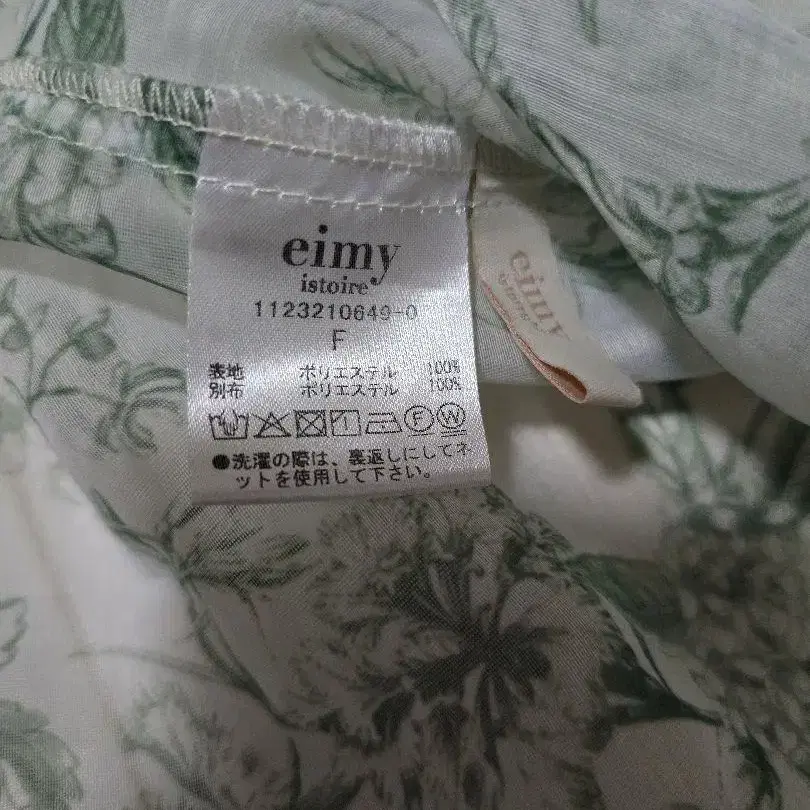 eimy
istoire
1123210649-0
F
表地 ポリエステル 100%
別布 ポリエステル 100%
F W
●洗濯の際は、裏返しにしてネ
ットを使用して下さい。
eimy